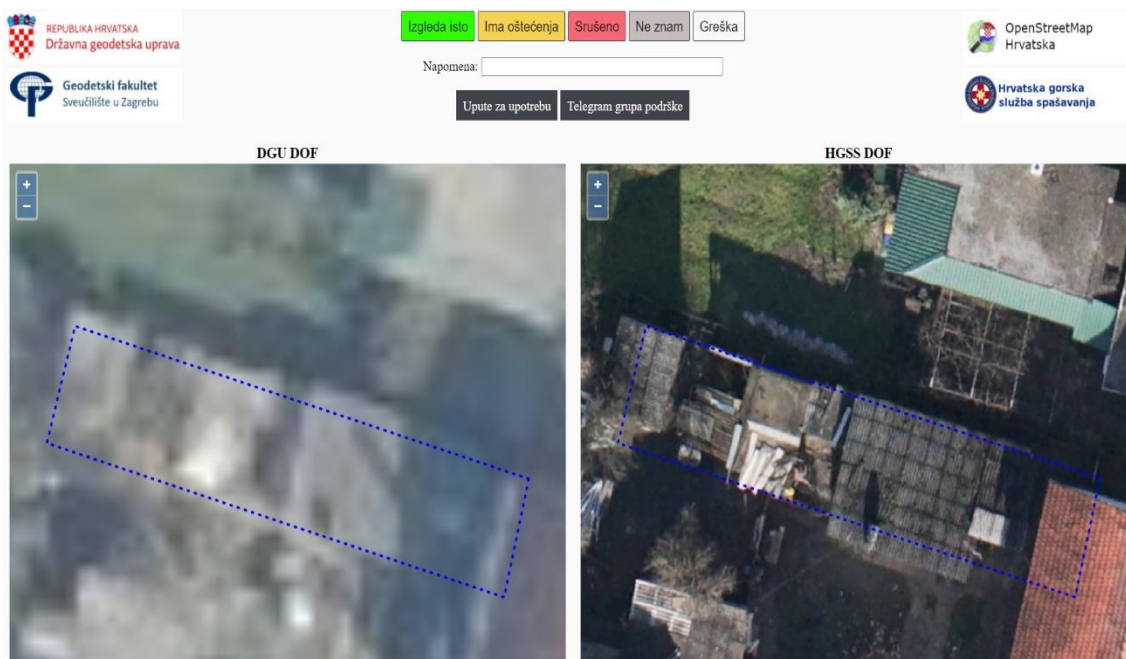 REPUBLIKA HRVATSKA
Državna geodetska uprava
Geodetski fakultet
Sveučilište u Zagrebu
Izgleda isto
Ima oštećenja
Srušeno
Ne znam
Greška
Napomena:
Upute za upotrebu
Telegram grupa podrške
OpenStreetMap
Hrvatska
Hrvatska gorska
služba spašavanja
DGU DOF
HGSS DOF
+
−
+
−